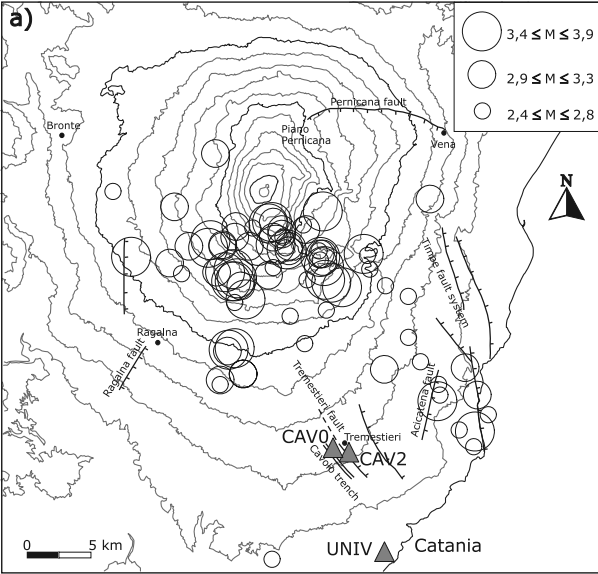 a)
3,4 ≤ M ≤ 3,9
2,9 ≤ M ≤ 3,3
2,4 ≤ M ≤ 2,8
Pernicana fault
Bronte
Piano
Pernicana
Vena
N
Timpe fault system
Ragalna
Ragalna fault
Tremestieri fault
Acicatena fault
CAV0
Tremestieri
CAV2
Cavolo trench
0 5 km
UNIV
Catania